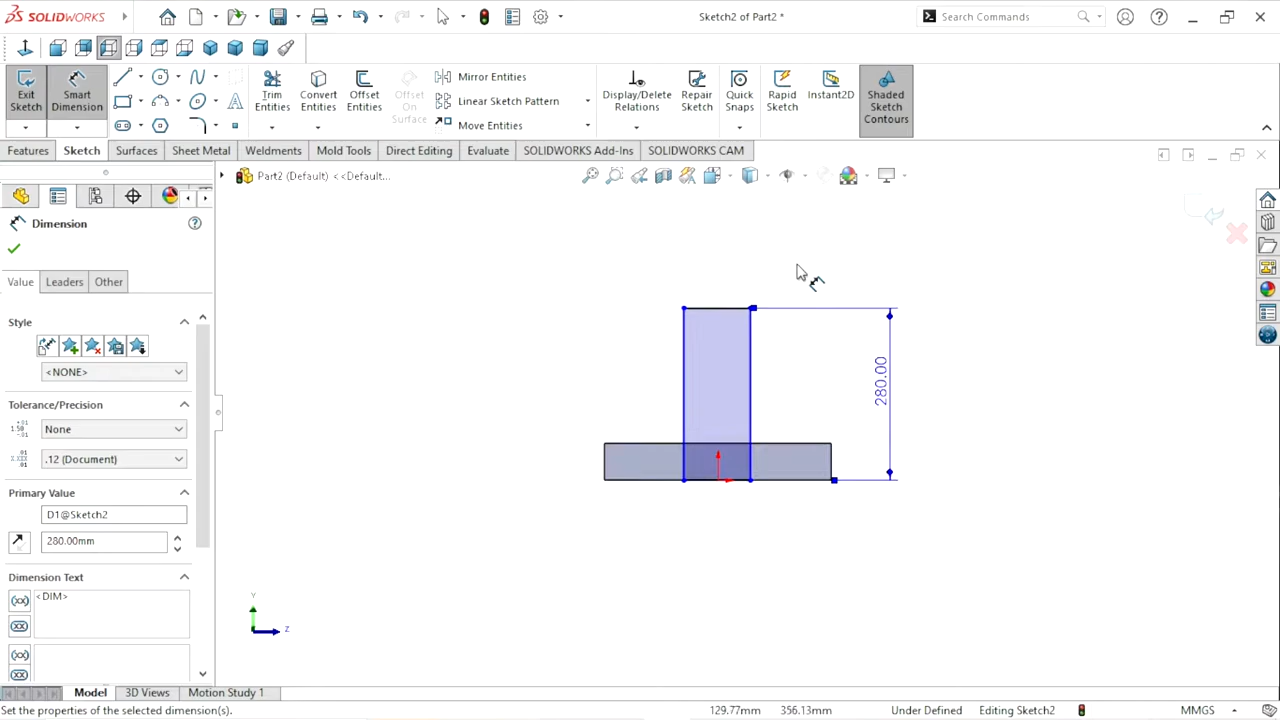 SOLIDWORKS
Sketch2 of Part2 *
Search Commands
Exit Sketch
Smart Dimension
Trim Entities
Convert Entities
Offset Entities
Offset On Surface
Mirror Entities
Linear Sketch Pattern
Move Entities
Display/Delete Relations
Repair Sketch
Quick Snaps
Rapid Sketch
Instant2D
Shaded Sketch Contours
Features
Sketch
Surfaces
Sheet Metal
Weldments
Mold Tools
Direct Editing
Evaluate
SOLIDWORKS Add-Ins
SOLIDWORKS CAM
Part2 (Default) <<Default...
Dimension
Value
Leaders
Other
Style
<NONE>
Tolerance/Precision
None
.12 (Document)
Primary Value
D1@Sketch2
280.00mm
Dimension Text
<DIM>
280.00
Y
Z
Model
3D Views
Motion Study 1
Set the properties of the selected dimension(s).
129.77mm
356.13mm
Under Defined
Editing Sketch2
MMGS